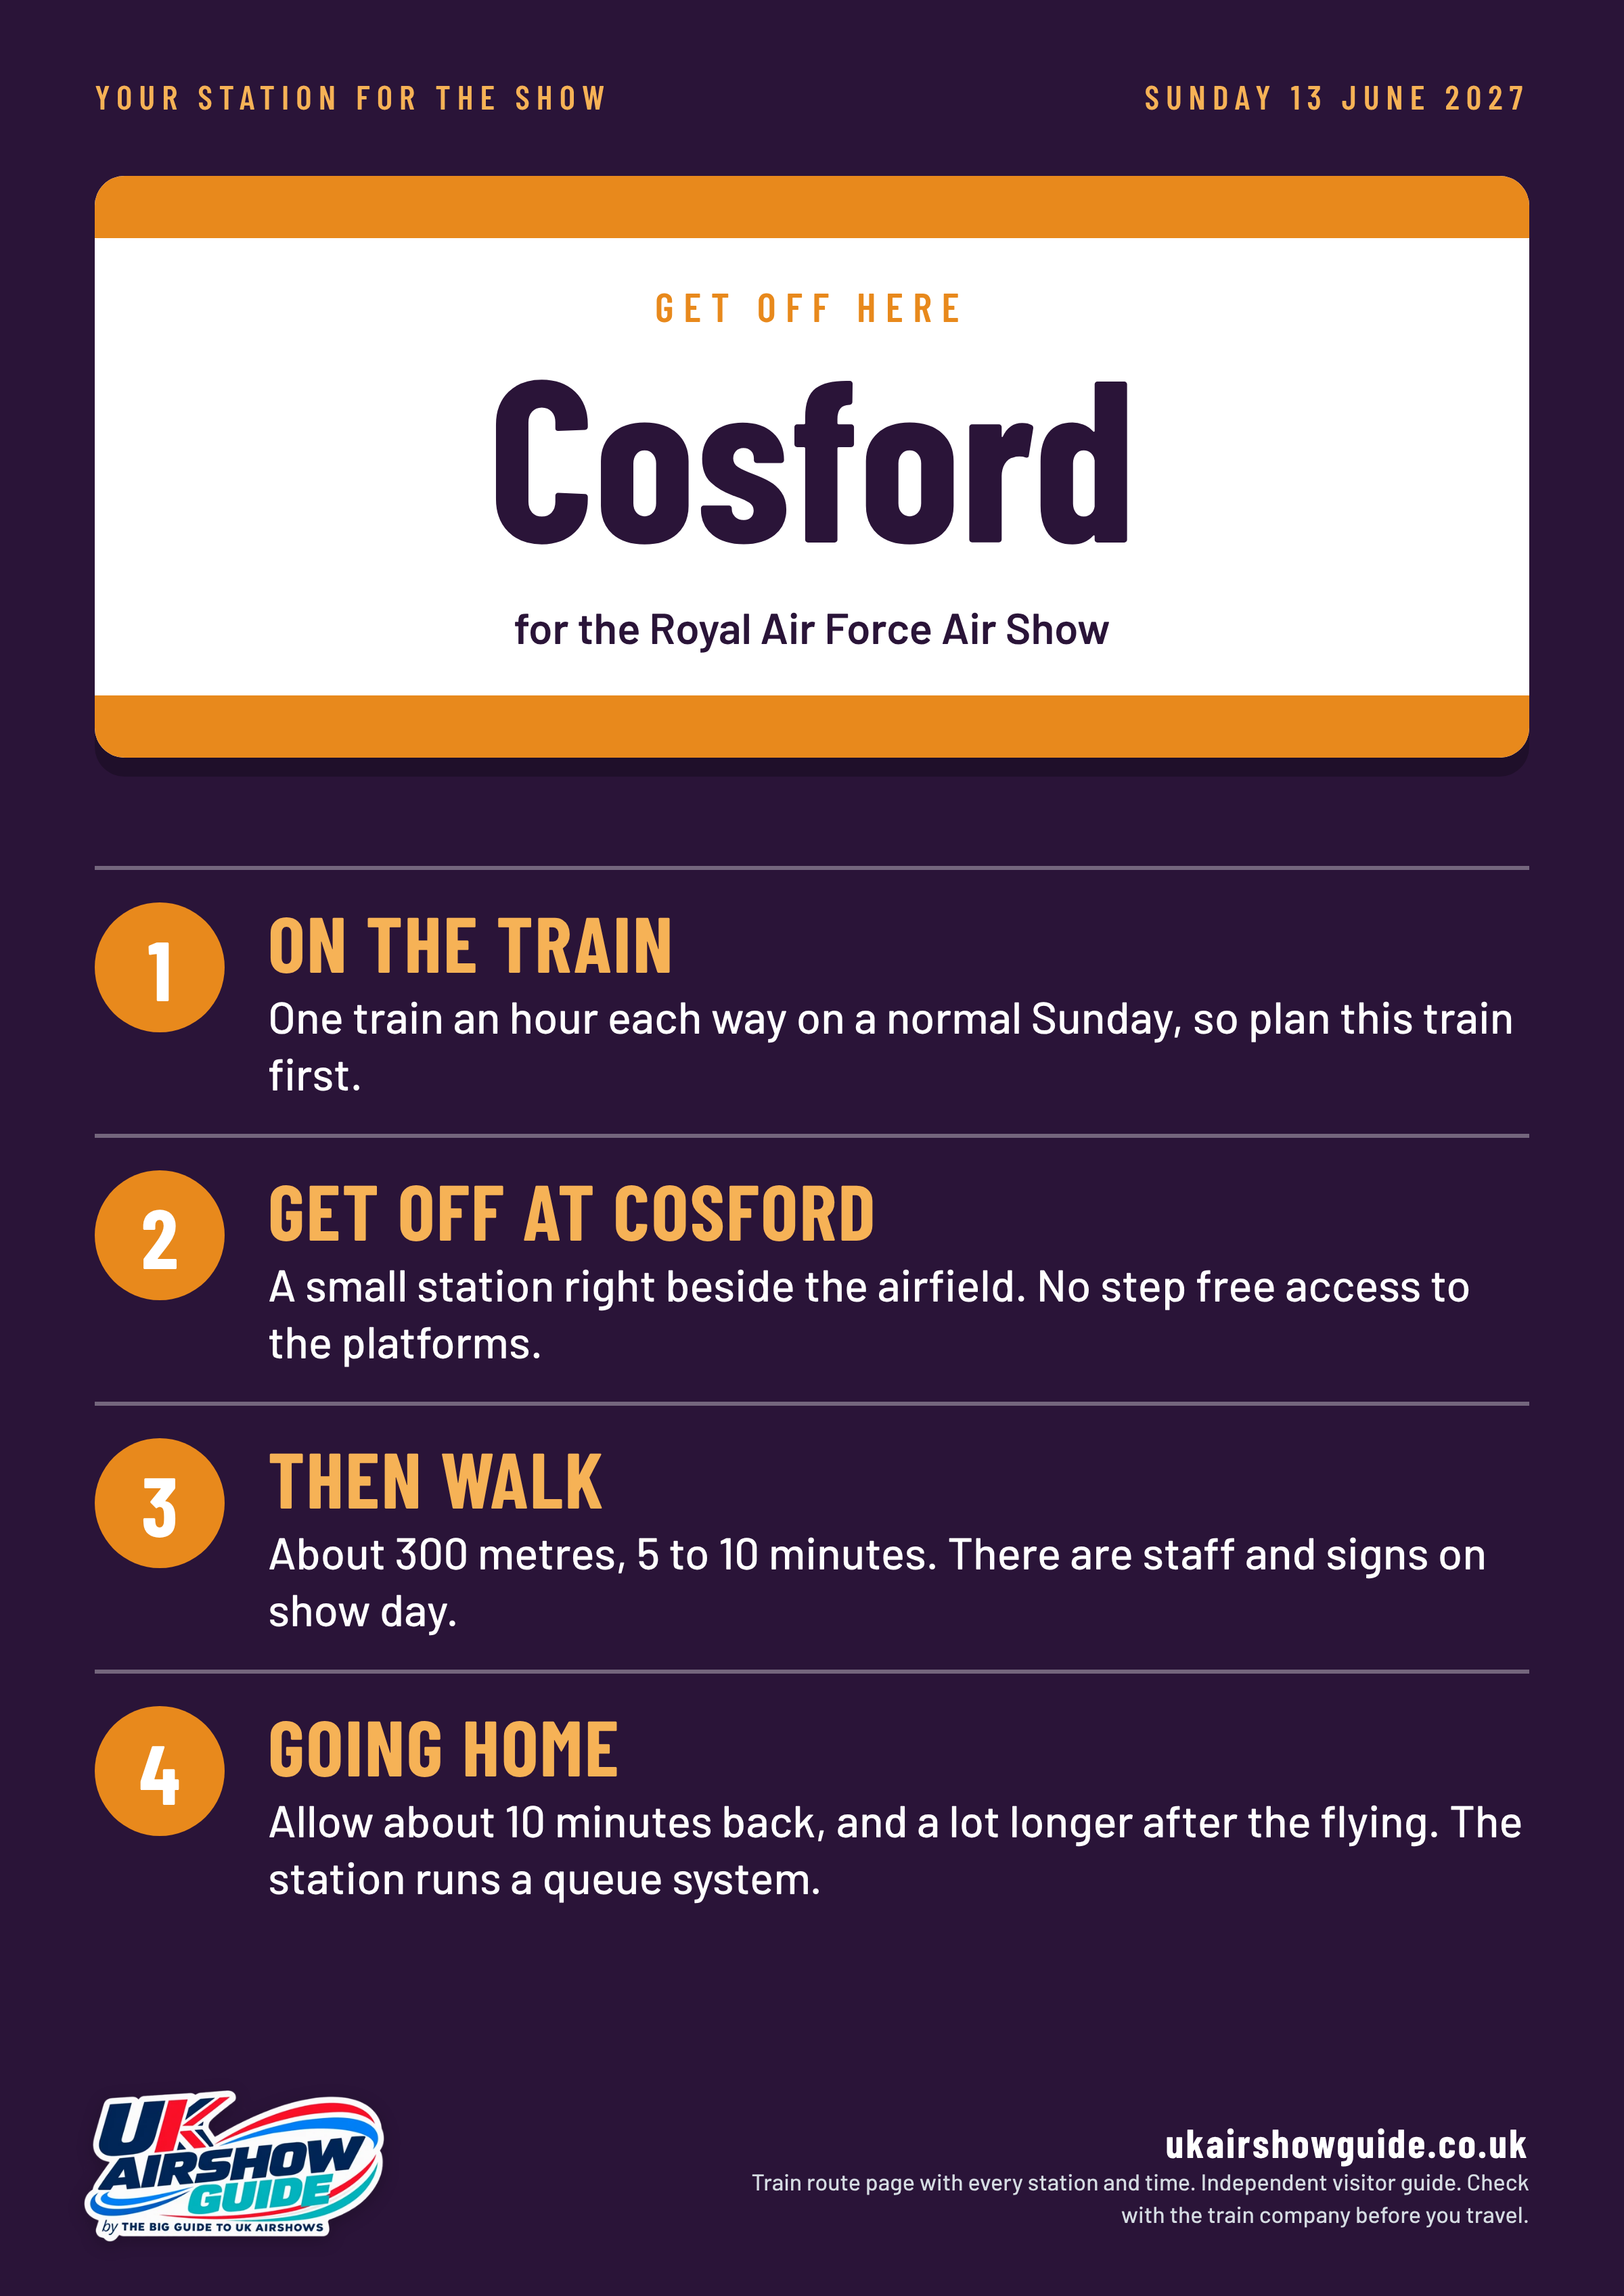 YOUR STATION FOR THE SHOW
SUNDAY 13 JUNE 2027
GET OFF HERE
Cosford
for the Royal Air Force Air Show
1
ON THE TRAIN
One train an hour each way on a normal Sunday, so plan this train
first.
2
GET OFF AT COSFORD
A small station right beside the airfield. No step free access to
the platforms.
3
THEN WALK
About 300 metres, 5 to 10 minutes. There are staff and signs on
show day.
4
GOING HOME
Allow about 10 minutes back, and a lot longer after the flying. The
station runs a queue system.
UK
AIRSHOW
GUIDE
by THE BIG GUIDE TO UK AIRSHOWS
ukairshowguide.co.uk
Train route page with every station and time. Independent visitor guide. Check
with the train company before you travel.